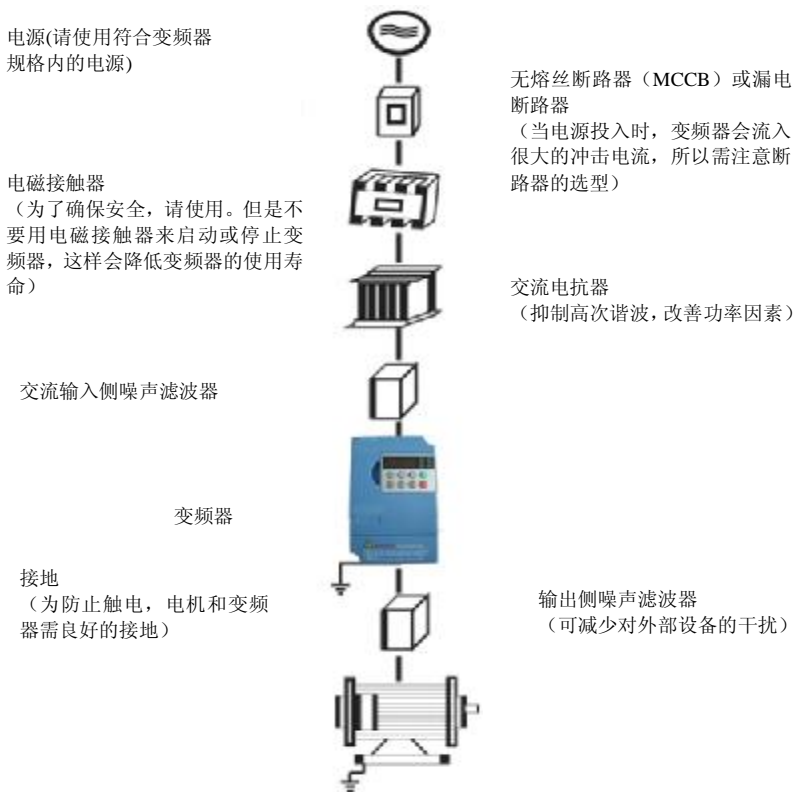 电源(请使用符合变频器
规格内的电源)
无熔丝断路器（MCCB）或漏电
断路器
（当电源投入时，变频器会流入
很大的冲击电流，所以需注意断
路器的选型）
电磁接触器
（为了确保安全，请使用。但是不
要用电磁接触器来启动或停止变
频器，这样会降低变频器的使用寿
命）
交流电抗器
（抑制高次谐波，改善功率因素）
交流输入侧噪声滤波器
变频器
接地
（为防止触电，电机和变频
器需良好的接地）
输出侧噪声滤波器
（可减少对外部设备的干扰）